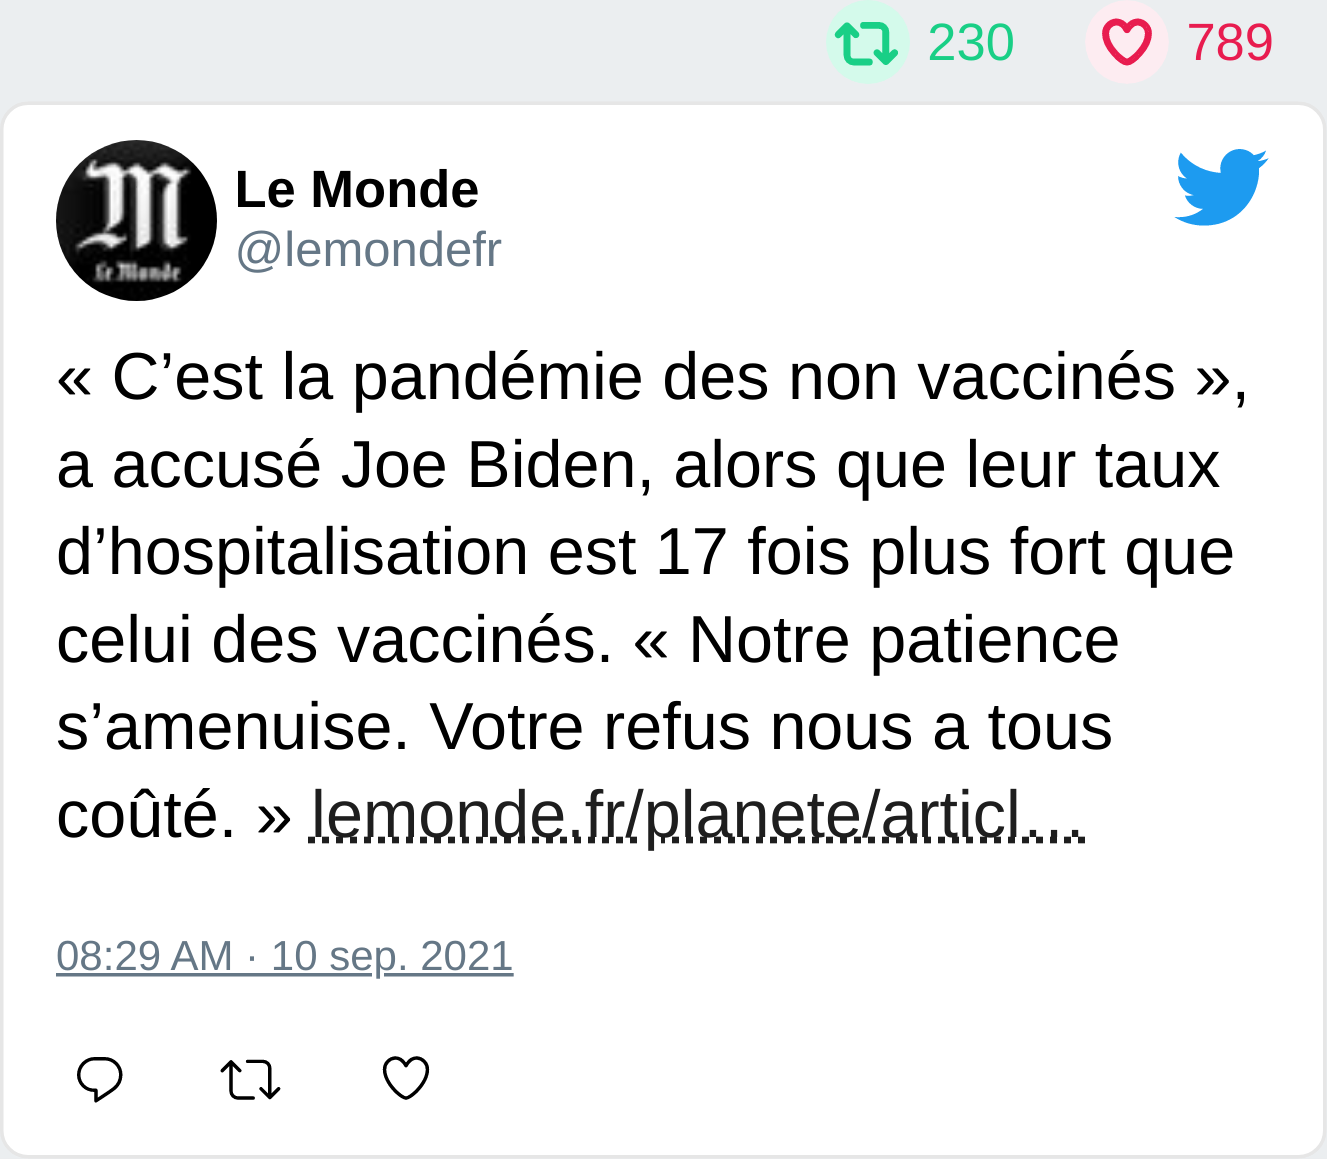 230 789
Le Monde
Le Monde
@lemondefr
« C’est la pandémie des non vaccinés »,
a accusé Joe Biden, alors que leur taux
d’hospitalisation est 17 fois plus fort que
celui des vaccinés. « Notre patience
s’amenuise. Votre refus nous a tous
coûté. » lemonde.fr/planete/articl…
08:29 AM · 10 sep. 2021